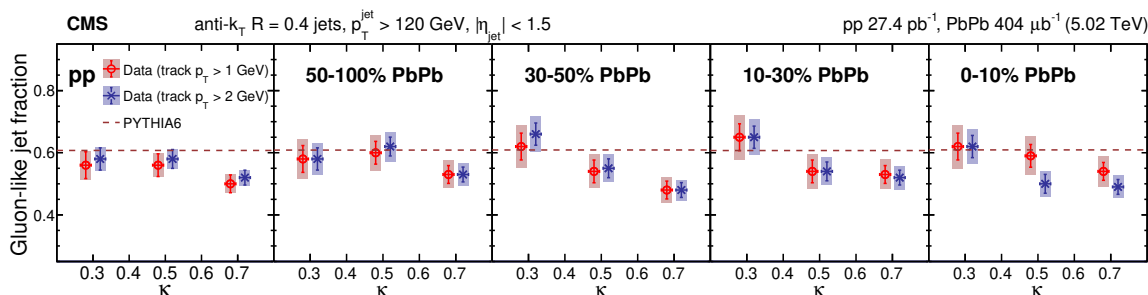 CMS anti-k_T R = 0.4 jets, p_T^jet > 120 GeV, |η_jet| < 1.5 pp 27.4 pb⁻¹, PbPb 404 μb⁻¹ (5.02 TeV)
pp
Data (track p_T > 1 GeV)
Data (track p_T > 2 GeV)
PYTHIA6
50-100% PbPb
30-50% PbPb
10-30% PbPb
0-10% PbPb
Gluon-like jet fraction
0.8
0.6
0.4
0.3 0.4 0.5 0.6 0.7 0.3 0.4 0.5 0.6 0.7 0.3 0.4 0.5 0.6 0.7 0.3 0.4 0.5 0.6 0.7 0.3 0.4 0.5 0.6 0.7
κ κ κ κ κ